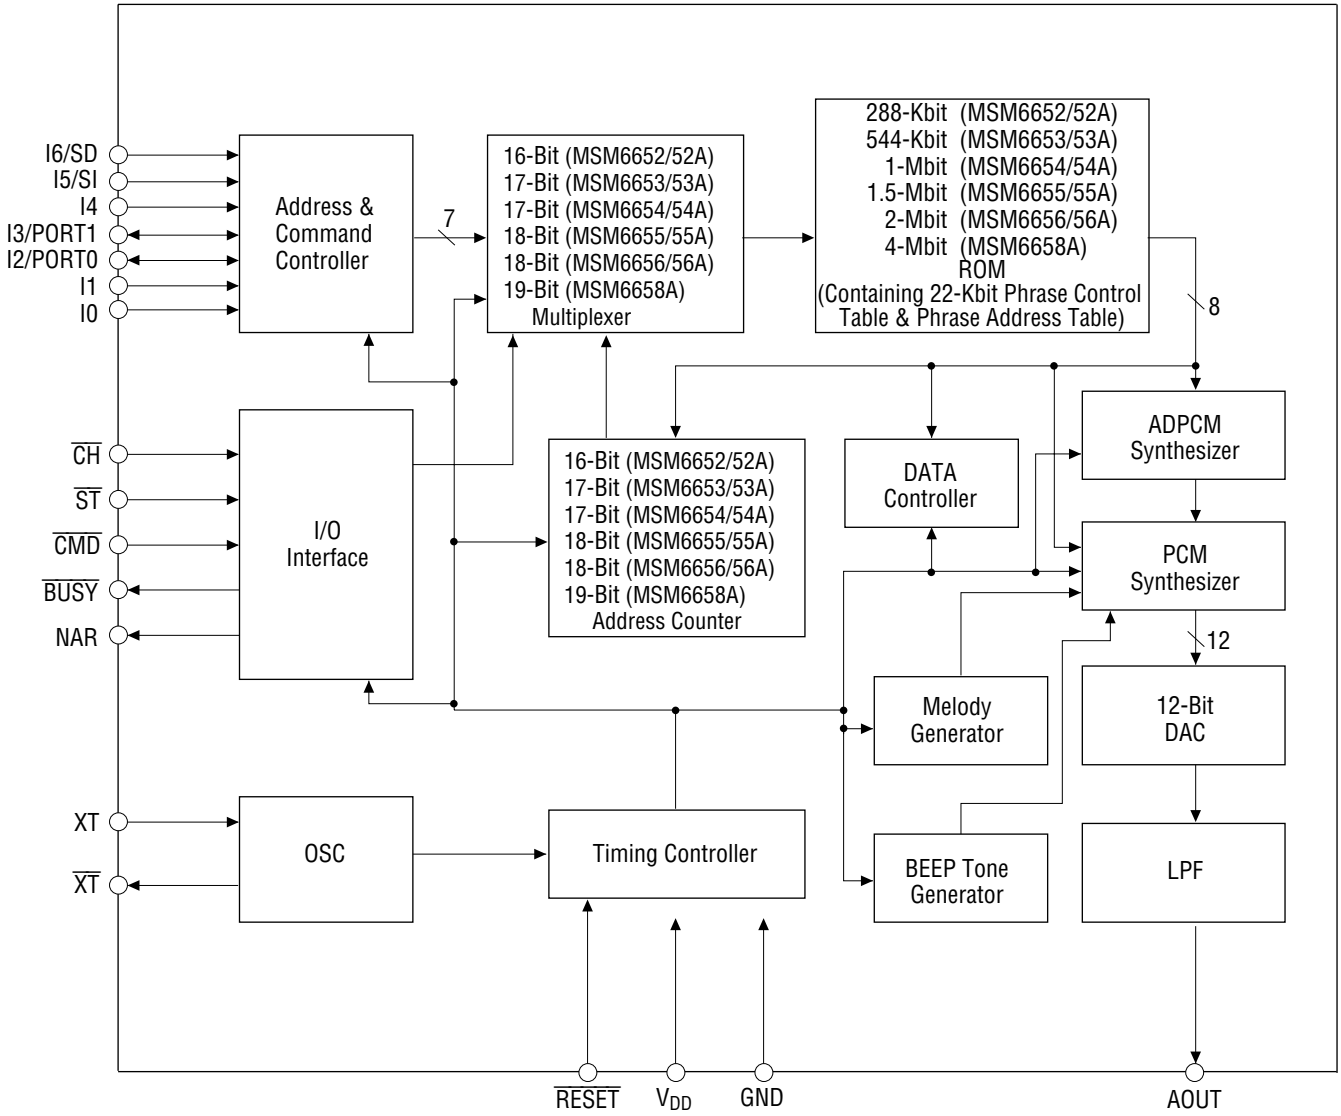 I6/SD
I5/SI
I4
I3/PORT1
I2/PORT0
I1
I0
Address &
Command
Controller
7
16-Bit (MSM6652/52A)
17-Bit (MSM6653/53A)
17-Bit (MSM6654/54A)
18-Bit (MSM6655/55A)
18-Bit (MSM6656/56A)
19-Bit (MSM6658A)
Multiplexer
288-Kbit (MSM6652/52A)
544-Kbit (MSM6653/53A)
1-Mbit (MSM6654/54A)
1.5-Mbit (MSM6655/55A)
2-Mbit (MSM6656/56A)
4-Mbit (MSM6658A)
ROM
(Containing 22-Kbit Phrase Control
Table & Phrase Address Table)
8
C̅H̅
S̅T̅
C̅M̅D̅
B̅U̅S̅Y̅
NAR
I/O
Interface
16-Bit (MSM6652/52A)
17-Bit (MSM6653/53A)
17-Bit (MSM6654/54A)
18-Bit (MSM6655/55A)
18-Bit (MSM6656/56A)
19-Bit (MSM6658A)
Address Counter
DATA
Controller
ADPCM
Synthesizer
PCM
Synthesizer
12
Melody
Generator
12-Bit
DAC
XT
X̅T̅
OSC
Timing Controller
BEEP Tone
Generator
LPF
R̅E̅S̅E̅T̅
VDD
GND
AOUT